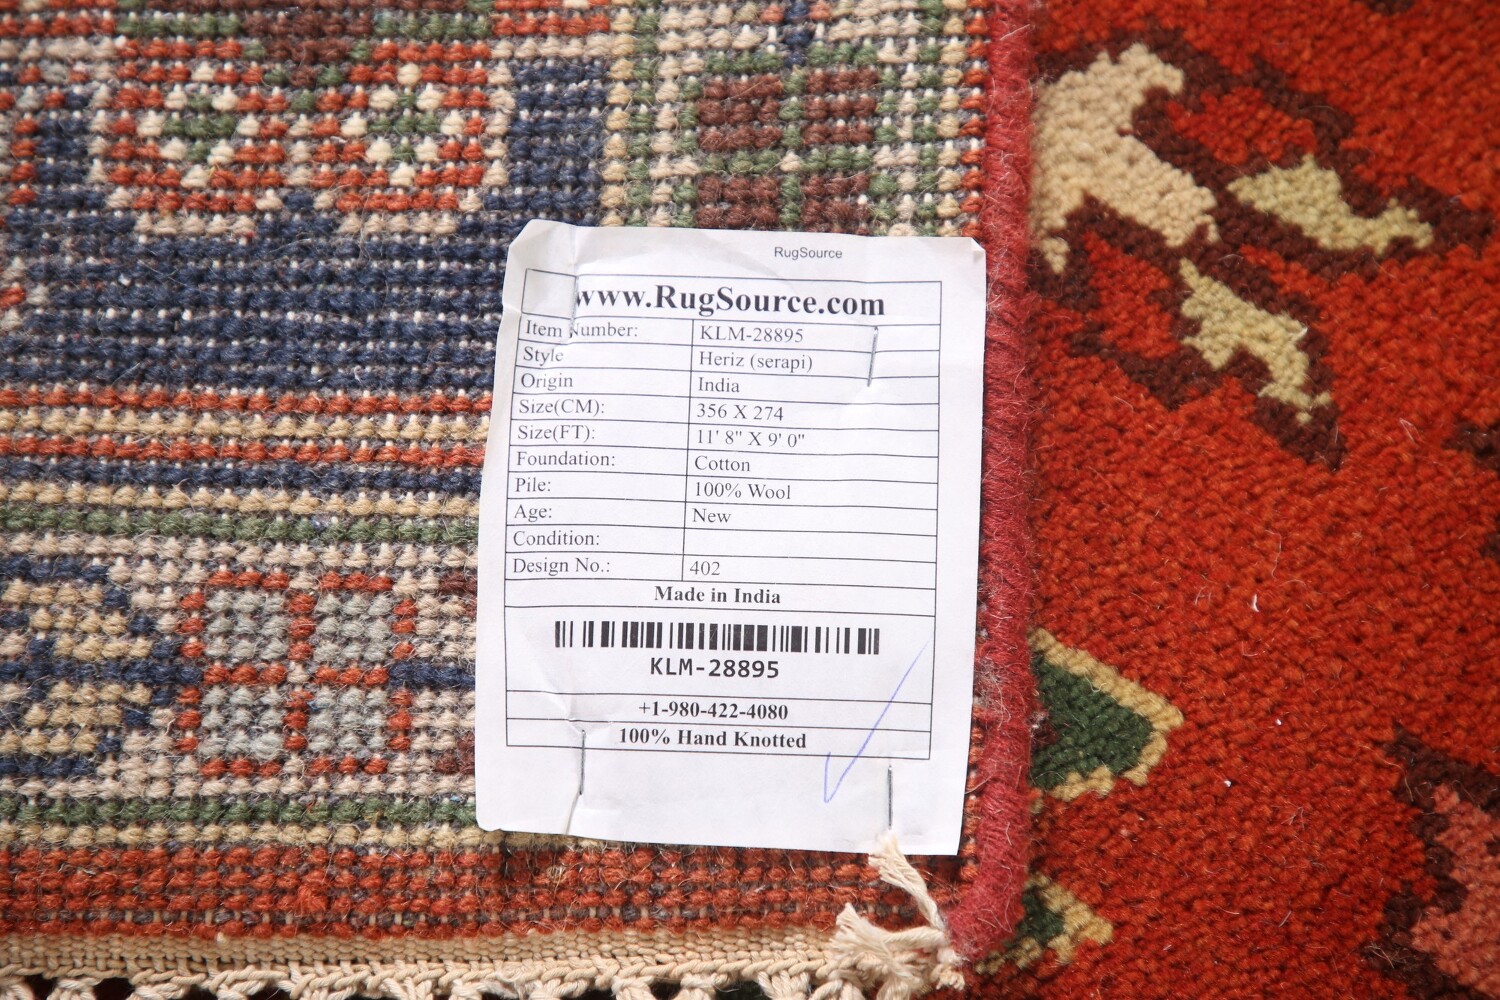 RugSource
www.RugSource.com
Item Number: KLM-28895
Style Heriz (serapi)
Origin India
Size(CM): 356 X 274
Size(FT): 11' 8" X 9' 0"
Foundation: Cotton
Pile: 100% Wool
Age: New
Condition:
Design No.: 402
Made in India
KLM-28895
+1-980-422-4080
100% Hand Knotted